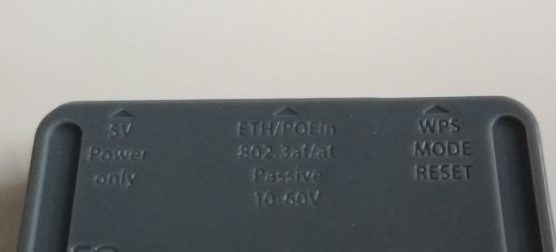 5V
Power
only
ETH/POEin
802.3af/at
Passive
10-60V
WPS
MODE
RESET